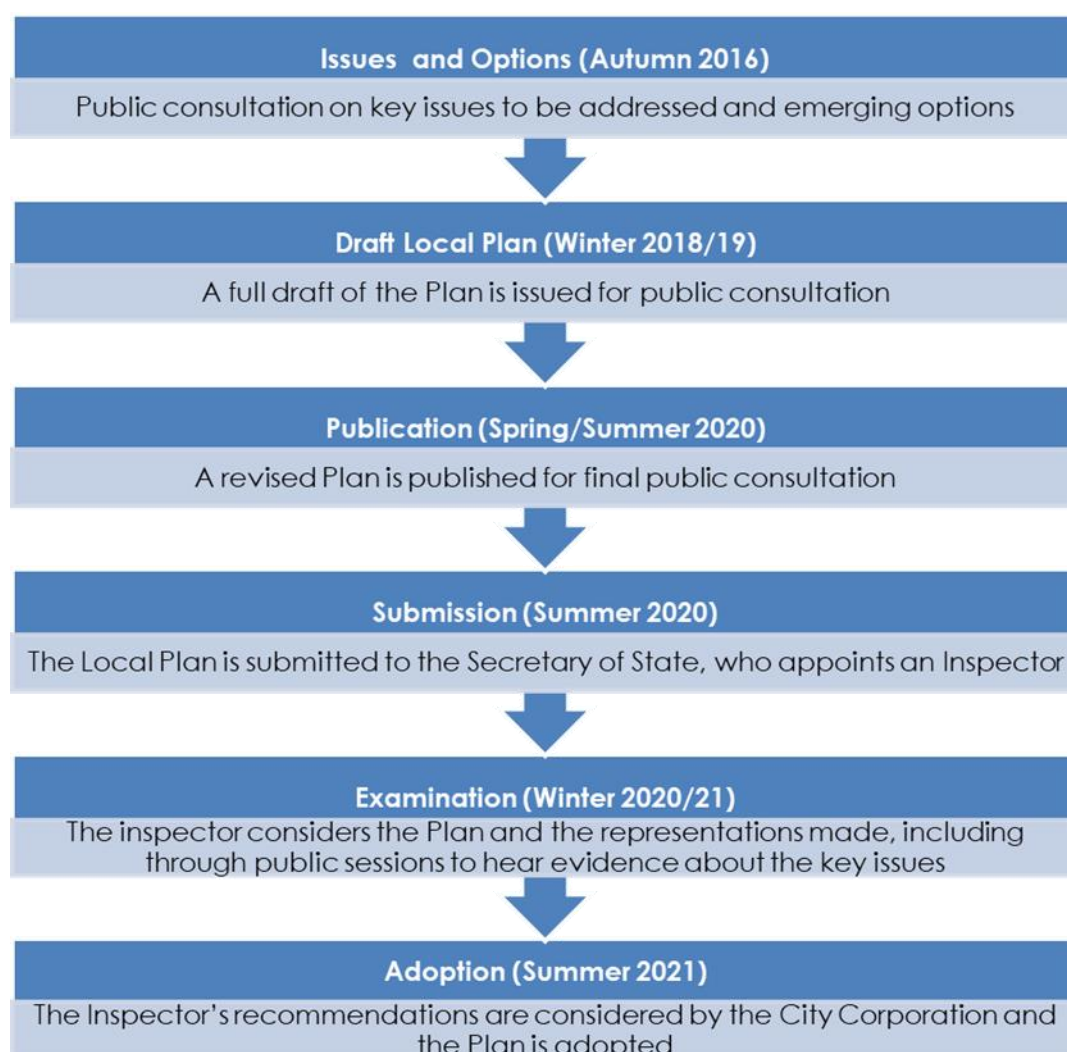 Issues and Options (Autumn 2016)
Public consultation on key issues to be addressed and emerging options
Draft Local Plan (Winter 2018/19)
A full draft of the Plan is issued for public consultation
Publication (Spring/Summer 2020)
A revised Plan is published for final public consultation
Submission (Summer 2020)
The Local Plan is submitted to the Secretary of State, who appoints an Inspector
Examination (Winter 2020/21)
The inspector considers the Plan and the representations made, including
through public sessions to hear evidence about the key issues
Adoption (Summer 2021)
The Inspector's recommendations are considered by the City Corporation and
the Plan is adopted